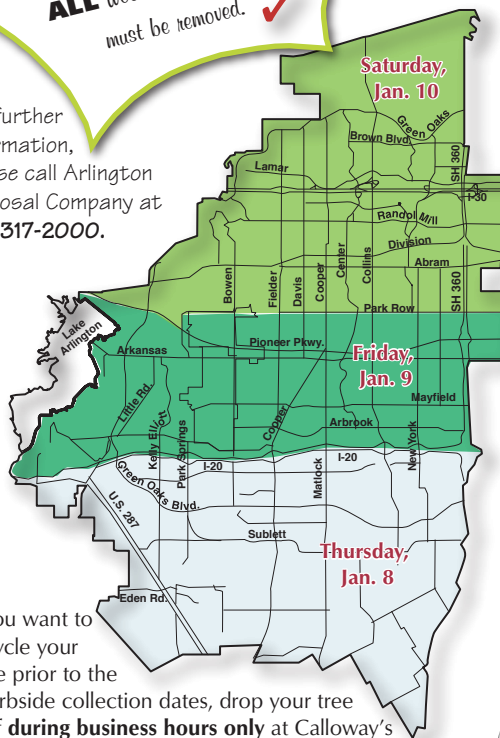 ALL
must be removed. ✓
further
rmation,
se call Arlington
osal Company at
317-2000.
Saturday,
Jan. 10
Green Oaks
Brown Blvd.
Lamar
SH 360
I-30
Randol Mill
Division
Abram
Bowen
Fielder
Davis
Cooper
Center
Collins
SH 360
Park Row
Lake
Arlington
Pioneer Pkwy.
Arkansas
Friday,
Jan. 9
Mayfield
Little Rd.
Kelly Elliott
Park Springs
Cooper
Arbrook
New York
I-20
I-20
Matlock
Green Oaks Blvd.
U.S. 287
Sublett
Thursday,
Jan. 8
Eden Rd.
ou want to
ycle your
e prior to the
rbside collection dates, drop your tree
f during business hours only at Calloway's